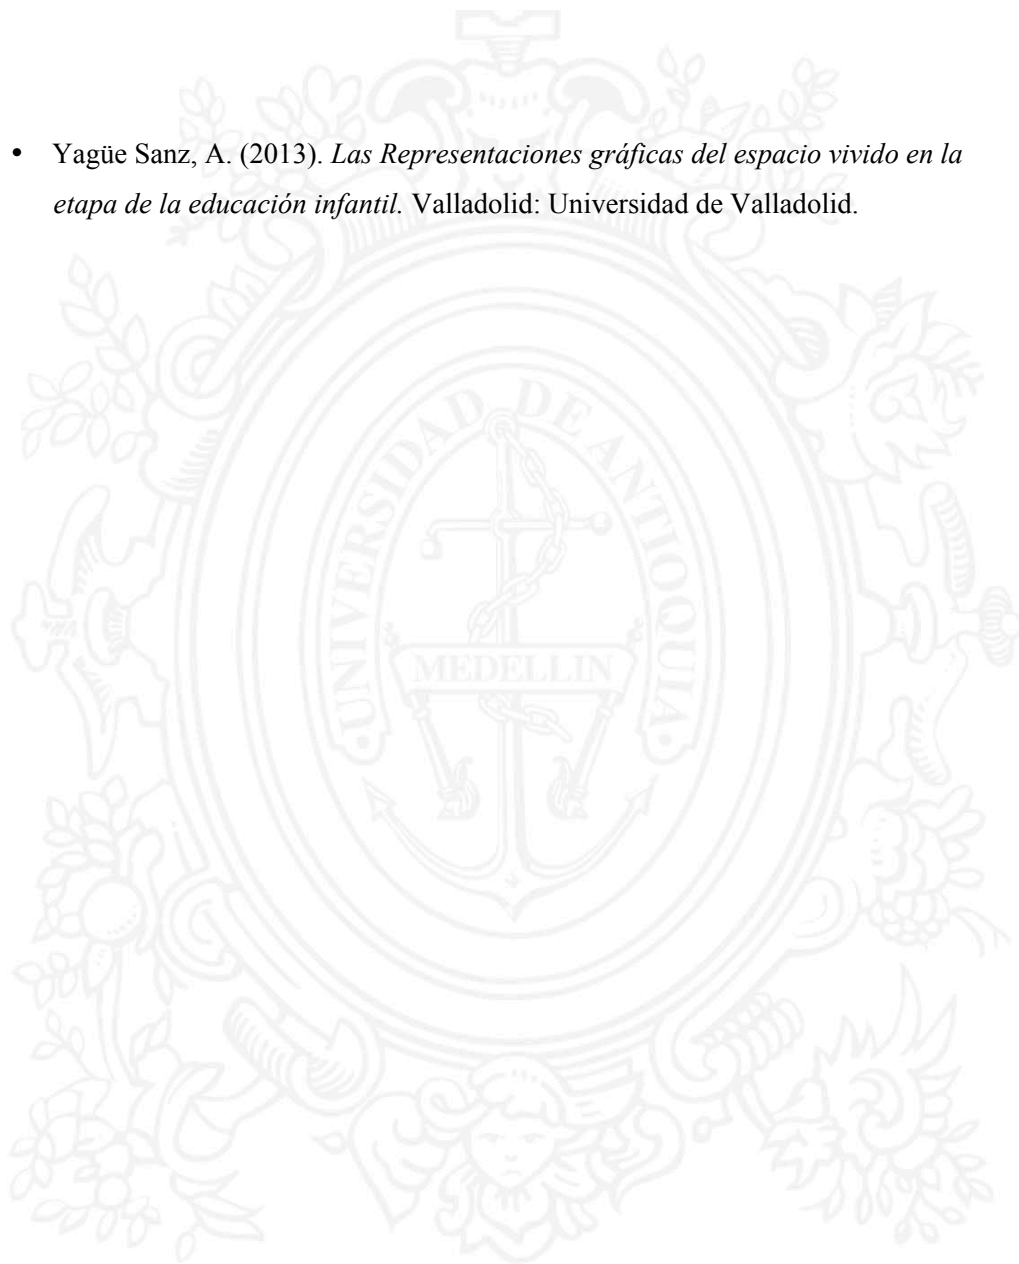 • Yagüe Sanz, A. (2013). Las Representaciones gráficas del espacio vivido en la
etapa de la educación infantil. Valladolid: Universidad de Valladolid.
UNIVERSIDAD DE ANTIOQUIA
MEDELLIN